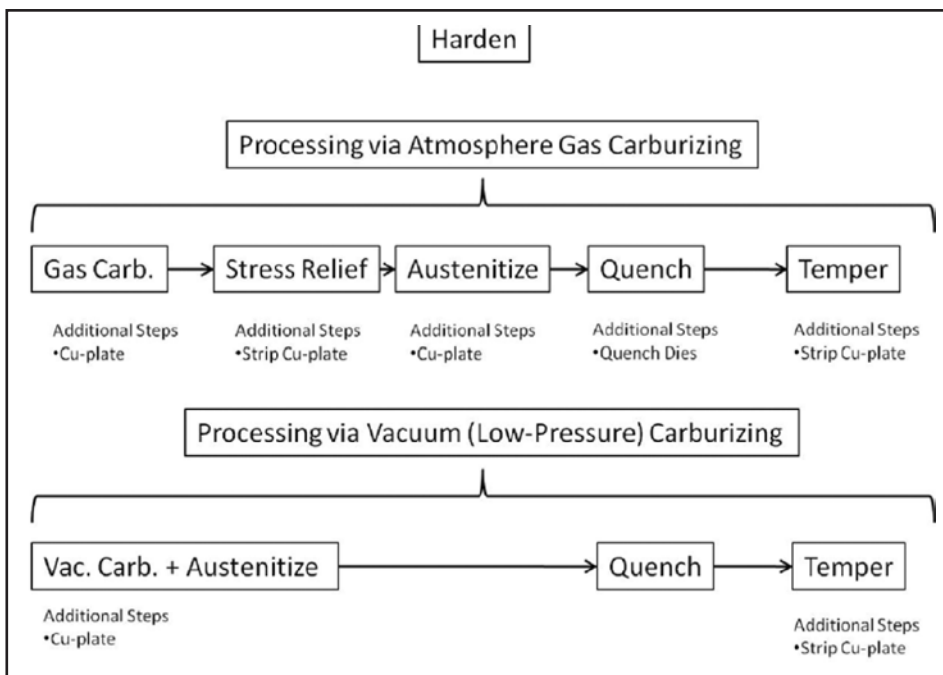 Harden
Processing via Atmosphere Gas Carburizing
Gas Carb. Stress Relief Austenitize Quench Temper
Additional Steps Additional Steps Additional Steps Additional Steps Additional Steps
•Cu-plate •Strip Cu-plate •Cu-plate •Quench Dies •Strip Cu-plate
Processing via Vacuum (Low-Pressure) Carburizing
Vac. Carb. + Austenitize Quench Temper
Additional Steps Additional Steps
•Cu-plate •Strip Cu-plate